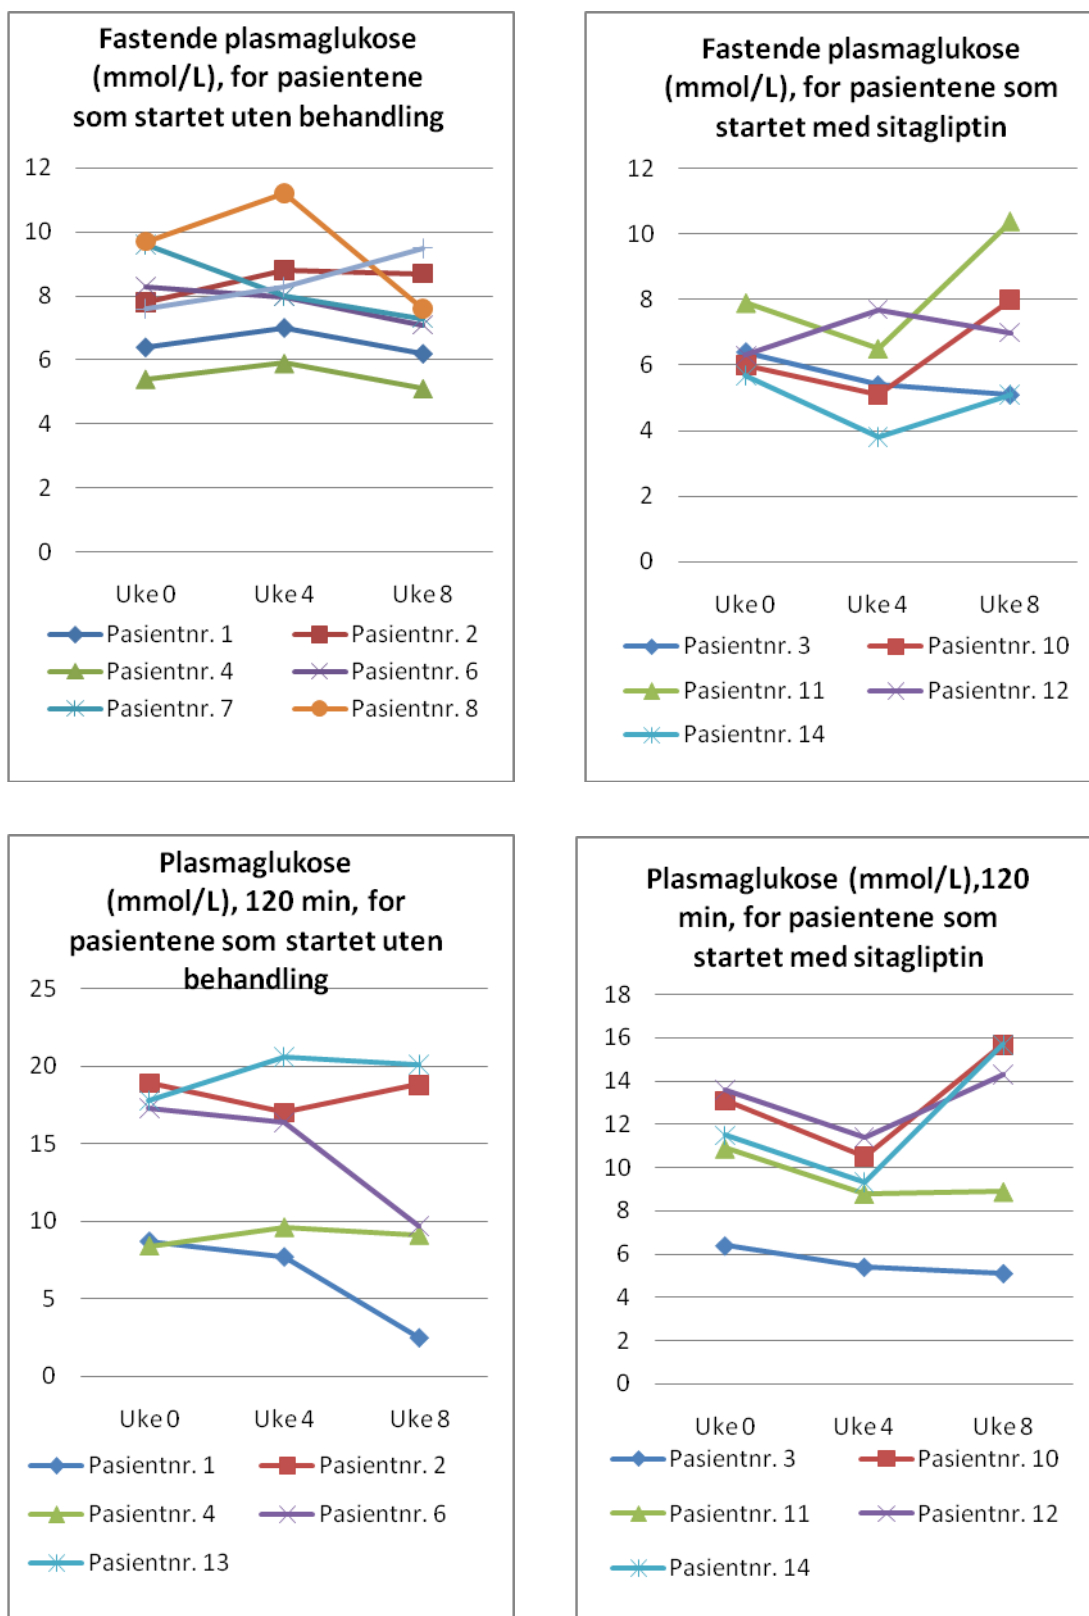 Fastende plasmaglukose
(mmol/L), for pasientene
som startet uten behandling
12
10
8
6
4
2
0
Uke 0 Uke 4 Uke 8
Pasientnr. 1 Pasientnr. 2
Pasientnr. 4 Pasientnr. 6
Pasientnr. 7 Pasientnr. 8
Fastende plasmaglukose
(mmol/L), for pasientene som
startet med sitagliptin
12
10
8
6
4
2
0
Uke 0 Uke 4 Uke 8
Pasientnr. 3 Pasientnr. 10
Pasientnr. 11 Pasientnr. 12
Pasientnr. 14
Plasmaglukose
(mmol/L), 120 min, for
pasientene som startet uten
behandling
25
20
15
10
5
0
Uke 0 Uke 4 Uke 8
Pasientnr. 1 Pasientnr. 2
Pasientnr. 4 Pasientnr. 6
Pasientnr. 13
Plasmaglukose (mmol/L),120
min, for pasientene som
startet med sitagliptin
18
16
14
12
10
8
6
4
2
0
Uke 0 Uke 4 Uke 8
Pasientnr. 3 Pasientnr. 10
Pasientnr. 11 Pasientnr. 12
Pasientnr. 14